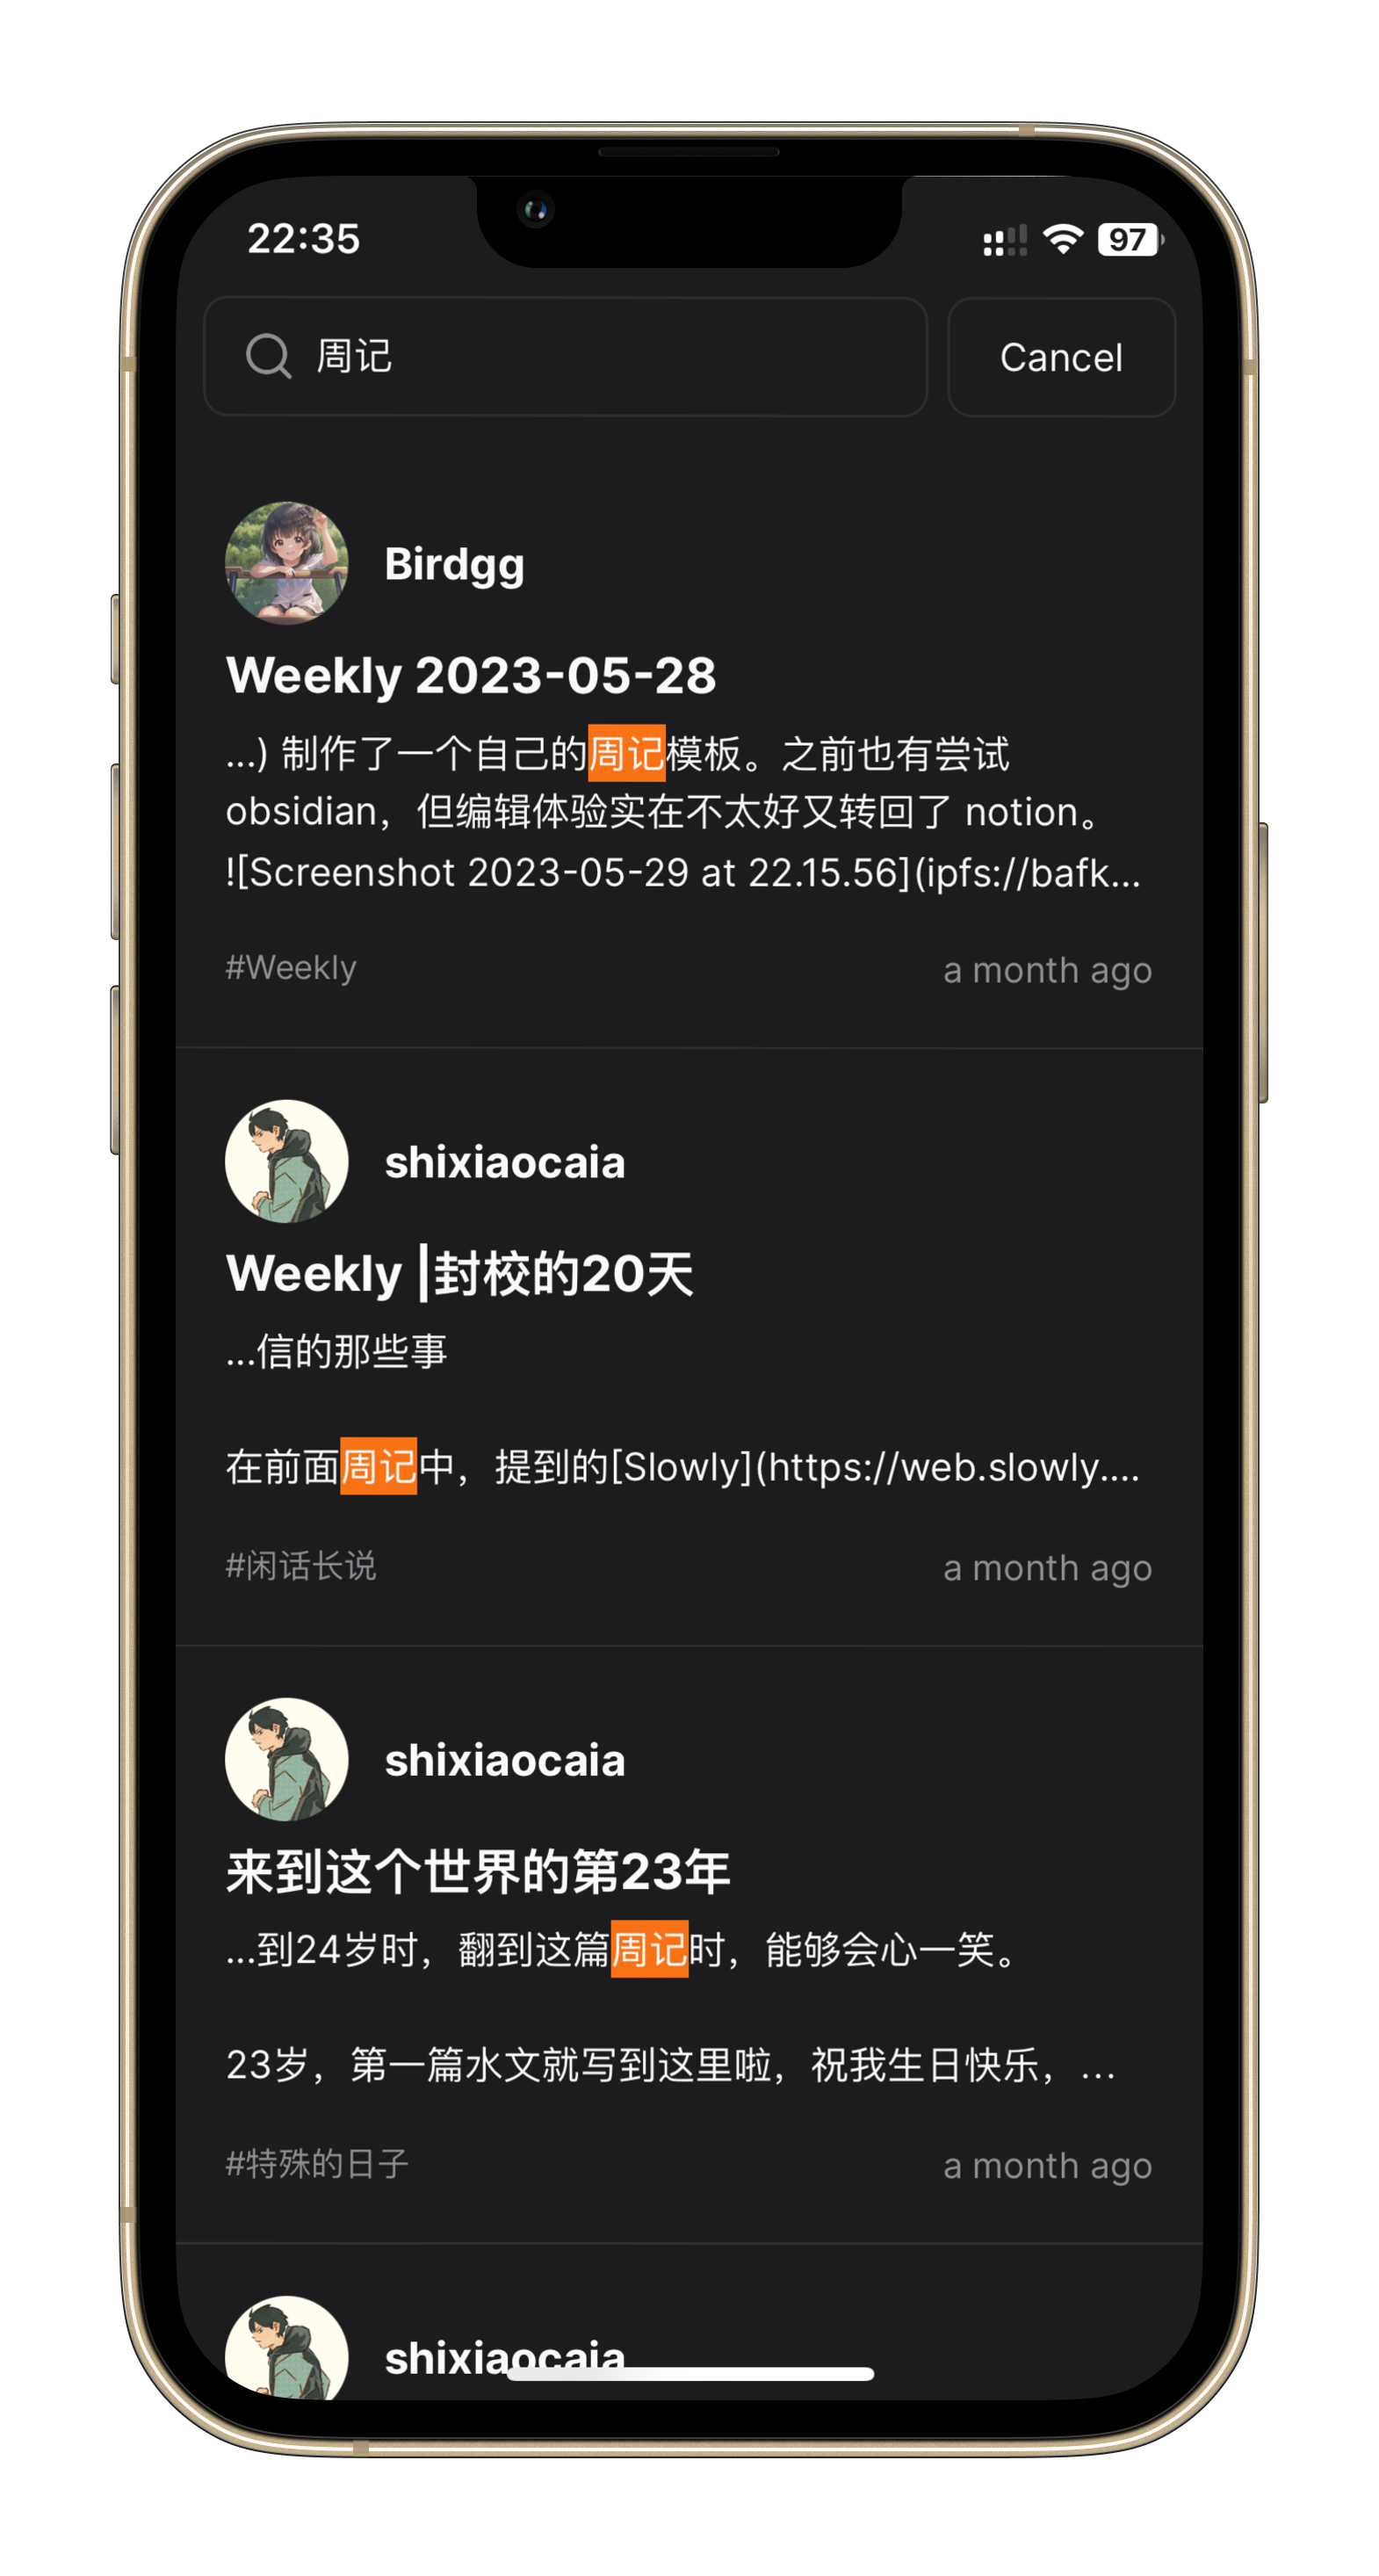 22:35
97
周记
Cancel
Birdgg
Weekly 2023-05-28
...) 制作了一个自己的周记模板。之前也有尝试
obsidian，但编辑体验实在不太好又转回了 notion。
![Screenshot 2023-05-29 at 22.15.56](ipfs://bafk...
#Weekly
a month ago
shixiaocaia
Weekly |封校的20天
...信的那些事
在前面周记中，提到的[Slowly](https://web.slowly....
#闲话长说
a month ago
shixiaocaia
来到这个世界的第23年
...到24岁时，翻到这篇周记时，能够会心一笑。
23岁，第一篇水文就写到这里啦，祝我生日快乐，...
#特殊的日子
a month ago
shixiaocaia